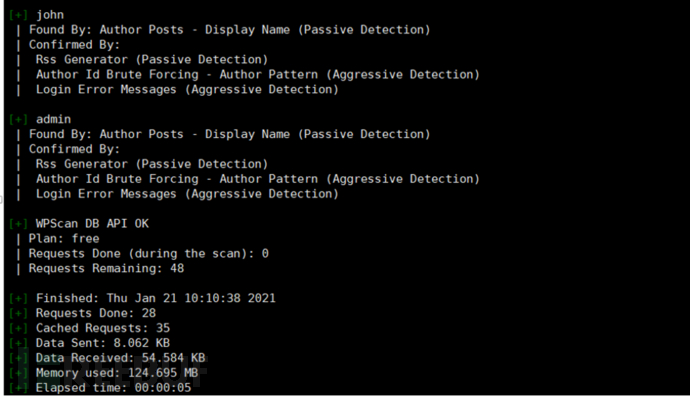 [+] john
| Found By: Author Posts - Display Name (Passive Detection)
| Confirmed By:
| Rss Generator (Passive Detection)
| Author Id Brute Forcing - Author Pattern (Aggressive Detection)
| Login Error Messages (Aggressive Detection)
[+] admin
| Found By: Author Posts - Display Name (Passive Detection)
| Confirmed By:
| Rss Generator (Passive Detection)
| Author Id Brute Forcing - Author Pattern (Aggressive Detection)
| Login Error Messages (Aggressive Detection)
[+] WPScan DB API OK
| Plan: free
| Requests Done (during the scan): 0
| Requests Remaining: 48
[+] Finished: Thu Jan 21 10:10:38 2021
[+] Requests Done: 28
[+] Cached Requests: 35
[+] Data Sent: 8.062 KB
[+] Data Received: 54.584 KB
[+] Memory used: 124.695 MB
[+] Elapsed time: 00:00:05